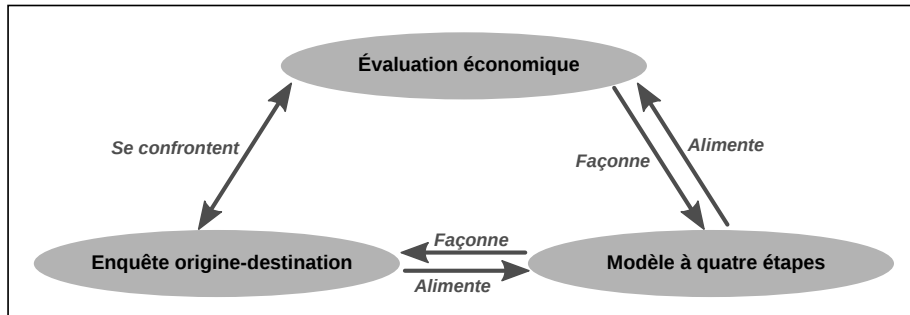 Évaluation économique
Se confrontent
Alimente
Façonne
Façonne
Enquête origine-destination
Modèle à quatre étapes
Alimente